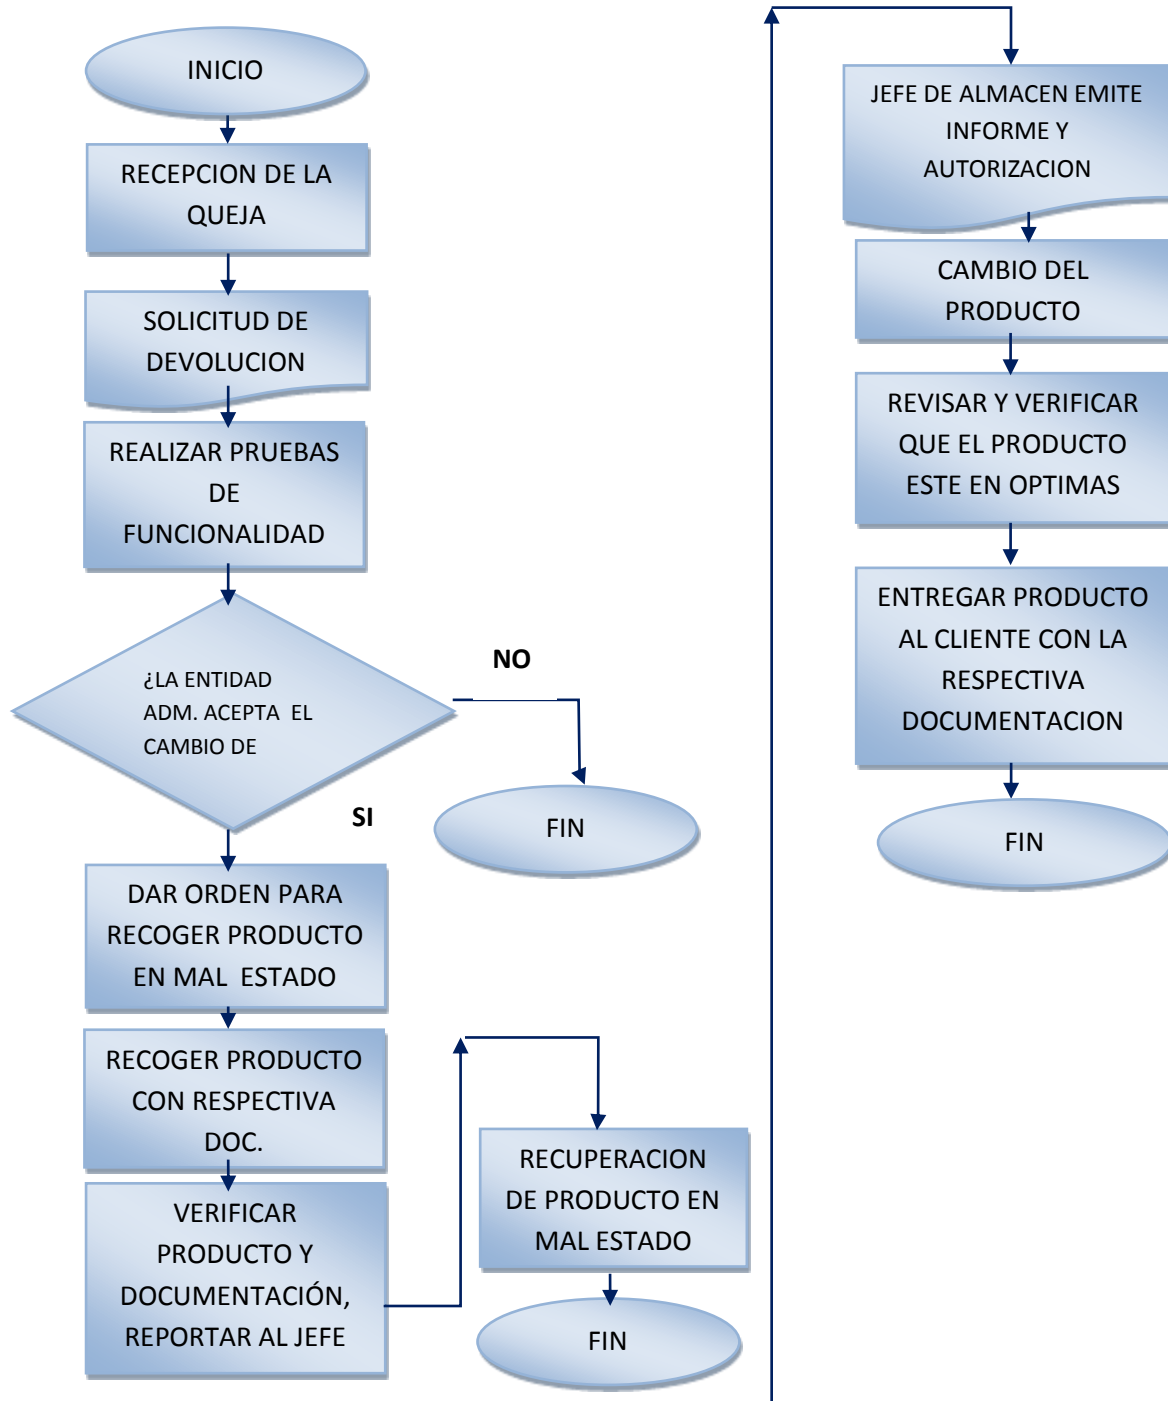 INICIO
RECEPCION DE LA
QUEJA
SOLICITUD DE
DEVOLUCION
REALIZAR PRUEBAS
DE
FUNCIONALIDAD
¿LA ENTIDAD
ADM. ACEPTA  EL
CAMBIO DE
NO
FIN
SI
DAR ORDEN PARA
RECOGER PRODUCTO
EN MAL  ESTADO
RECOGER PRODUCTO
CON RESPECTIVA
DOC.
VERIFICAR
PRODUCTO Y
DOCUMENTACIÓN,
REPORTAR AL JEFE
RECUPERACION
DE PRODUCTO EN
MAL ESTADO
FIN
JEFE DE ALMACEN EMITE
INFORME Y
AUTORIZACION
CAMBIO DEL
PRODUCTO
REVISAR Y VERIFICAR
QUE EL PRODUCTO
ESTE EN OPTIMAS
ENTREGAR PRODUCTO
AL CLIENTE CON LA
RESPECTIVA
DOCUMENTACION
FIN